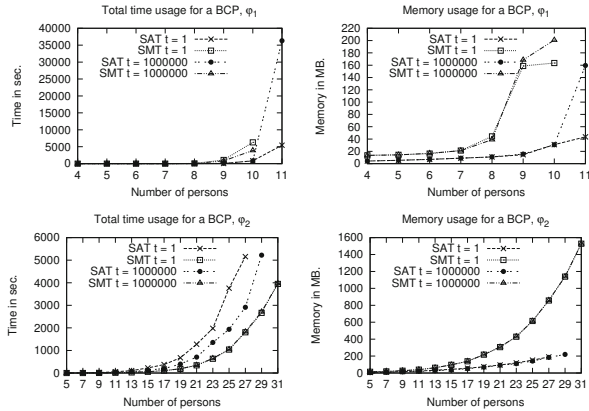 Total time usage for a BCP, φ₁
Time in sec.
40000
35000
30000
25000
20000
15000
10000
5000
0
SAT t = 1
SMT t = 1
SAT t = 1000000
SMT t = 1000000
4 5 6 7 8 9 10 11
Number of persons
Memory usage for a BCP, φ₁
Memory in MB.
220
200
180
160
140
120
100
80
60
40
20
0
SAT t = 1
SMT t = 1
SAT t = 1000000
SMT t = 1000000
4 5 6 7 8 9 10 11
Number of persons
Total time usage for a BCP, φ₂
Time in sec.
6000
5000
4000
3000
2000
1000
0
SAT t = 1
SMT t = 1
SAT t = 1000000
SMT t = 1000000
5 7 9 11 13 15 17 19 21 23 25 27 29 31
Number of persons
Memory usage for a BCP, φ₂
Memory in MB.
1600
1400
1200
1000
800
600
400
200
0
SAT t = 1
SMT t = 1
SAT t = 1000000
SMT t = 1000000
5 7 9 11 13 15 17 19 21 23 25 27 29 31
Number of persons